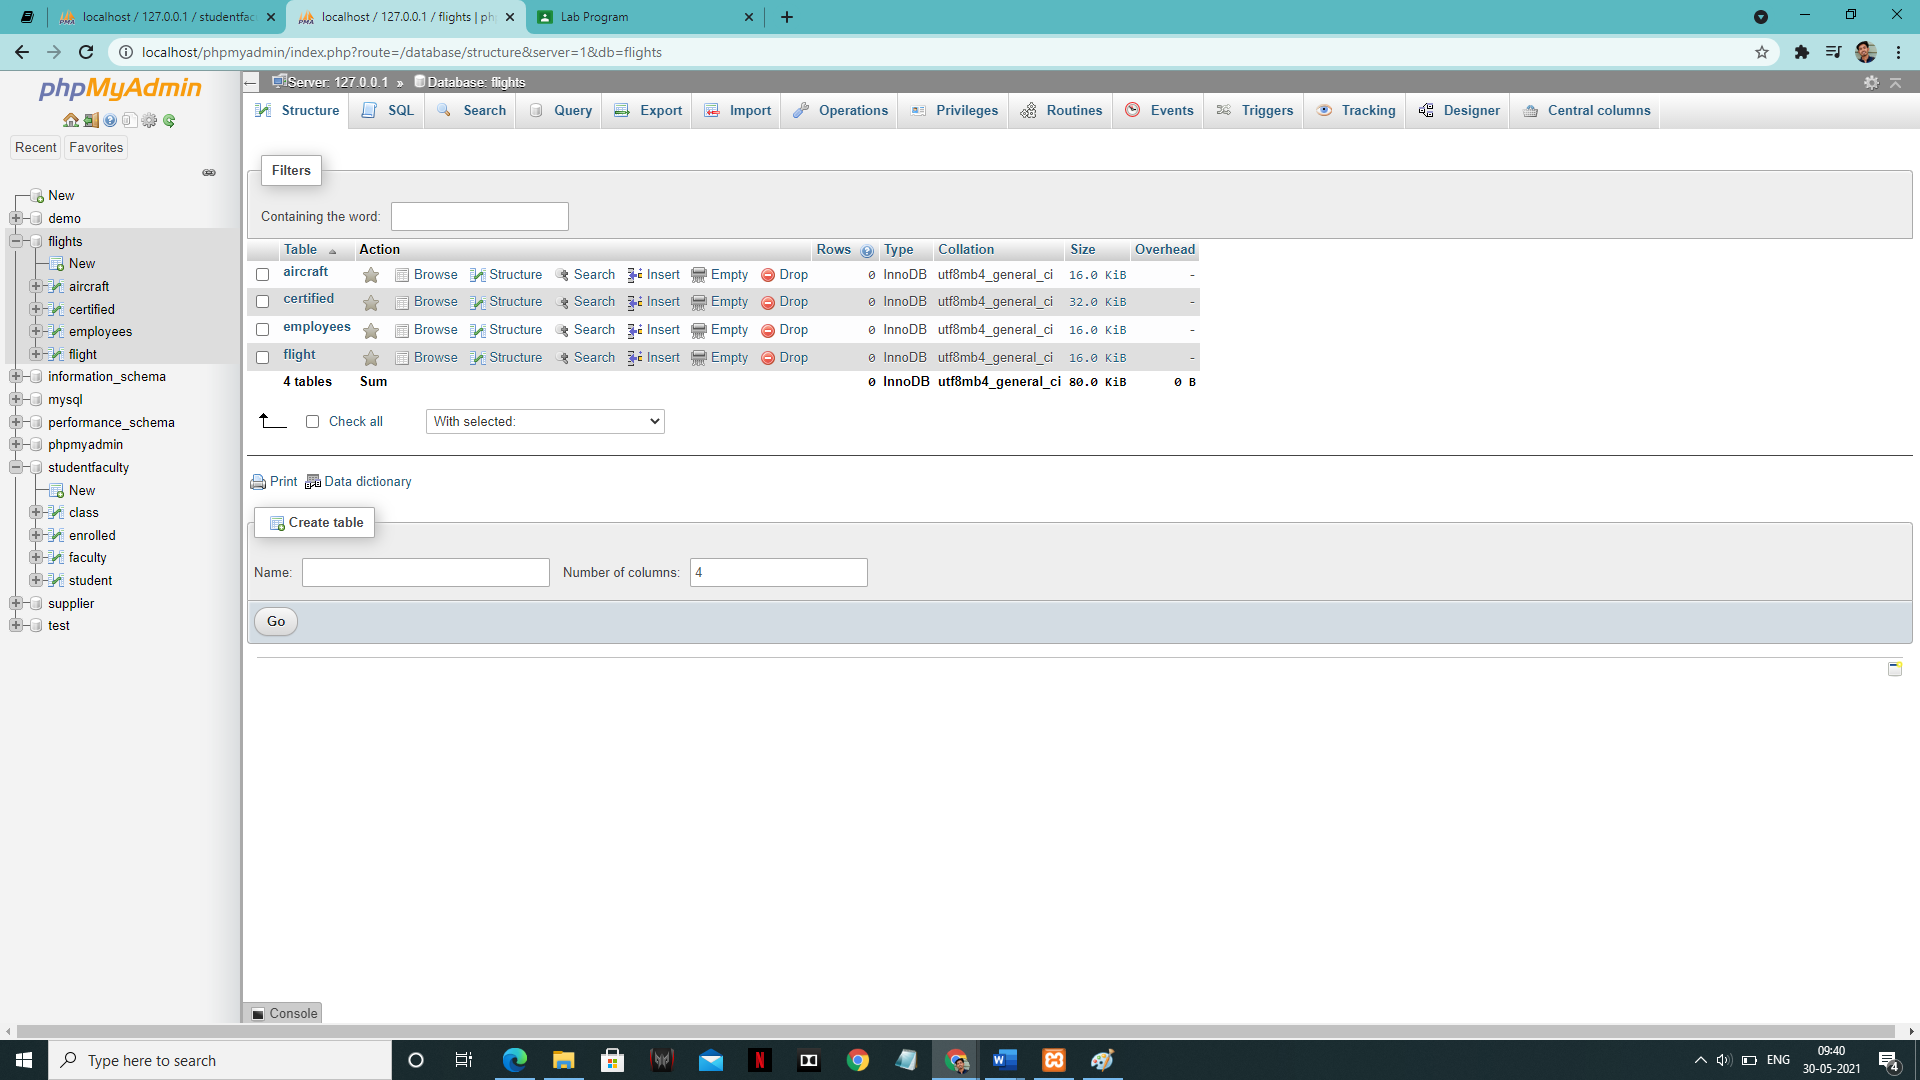 localhost / 127.0.0.1 / studentfac
localhost / 127.0.0.1 / flights | ph
Lab Program
localhost/phpmyadmin/index.php?route=/database/structure&server=1&db=flights
phpMyAdmin
Recent Favorites
New
demo
flights
New
aircraft
certified
employees
flight
information_schema
mysql
performance_schema
phpmyadmin
studentfaculty
New
class
enrolled
faculty
student
supplier
test
Server: 127.0.0.1 » Database: flights
Structure SQL Search Query Export Import Operations Privileges Routines Events Triggers Tracking Designer Central columns
Filters
Containing the word:
Table Action Rows Type Collation Size Overhead
aircraft Browse Structure Search Insert Empty Drop 0 InnoDB utf8mb4_general_ci 16.0 KiB -
certified Browse Structure Search Insert Empty Drop 0 InnoDB utf8mb4_general_ci 32.0 KiB -
employees Browse Structure Search Insert Empty Drop 0 InnoDB utf8mb4_general_ci 16.0 KiB -
flight Browse Structure Search Insert Empty Drop 0 InnoDB utf8mb4_general_ci 16.0 KiB -
4 tables Sum 0 InnoDB utf8mb4_general_ci 80.0 KiB 0 B
Check all With selected:
Print Data dictionary
Create table
Name: Number of columns: 4
Go
Console
Type here to search
ENG
09:40
30-05-2021
4